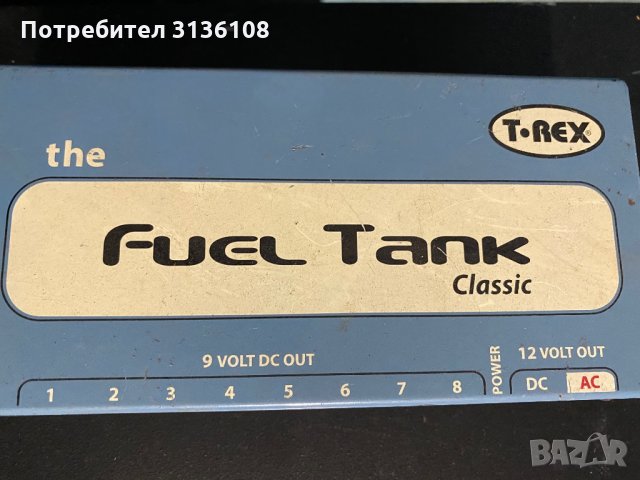 Потребител 3136108
T-REX®
the
Fuel Tank
Classic
9 VOLT DC OUT
1 2 3 4 5 6 7 8
POWER
12 VOLT OUT
DC AC
BAZAR